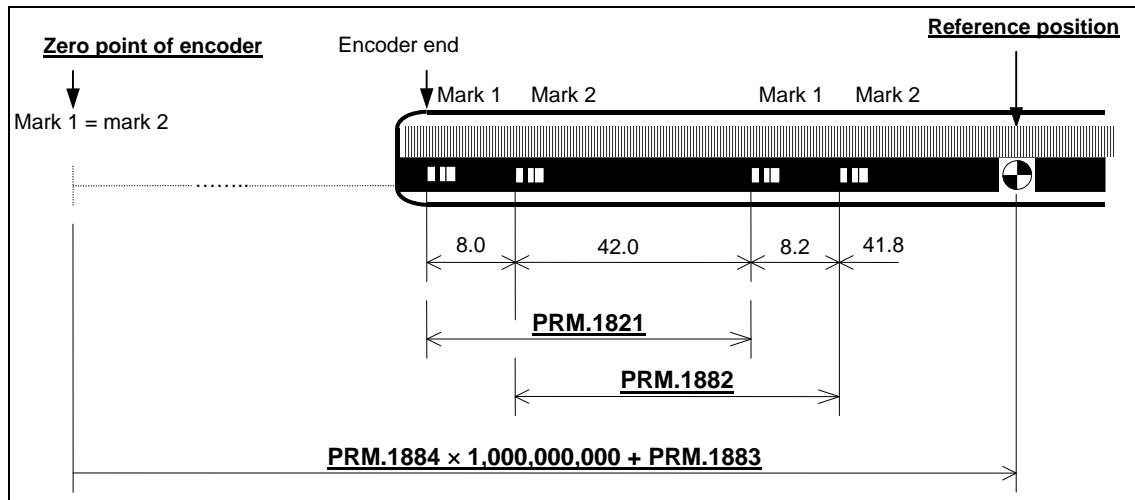 Zero point of encoder
Encoder end
Reference position
Mark 1
Mark 2
Mark 1
Mark 2
Mark 1 = mark 2
8.0
42.0
8.2
41.8
PRM.1821
PRM.1882
PRM.1884 × 1,000,000,000 + PRM.1883